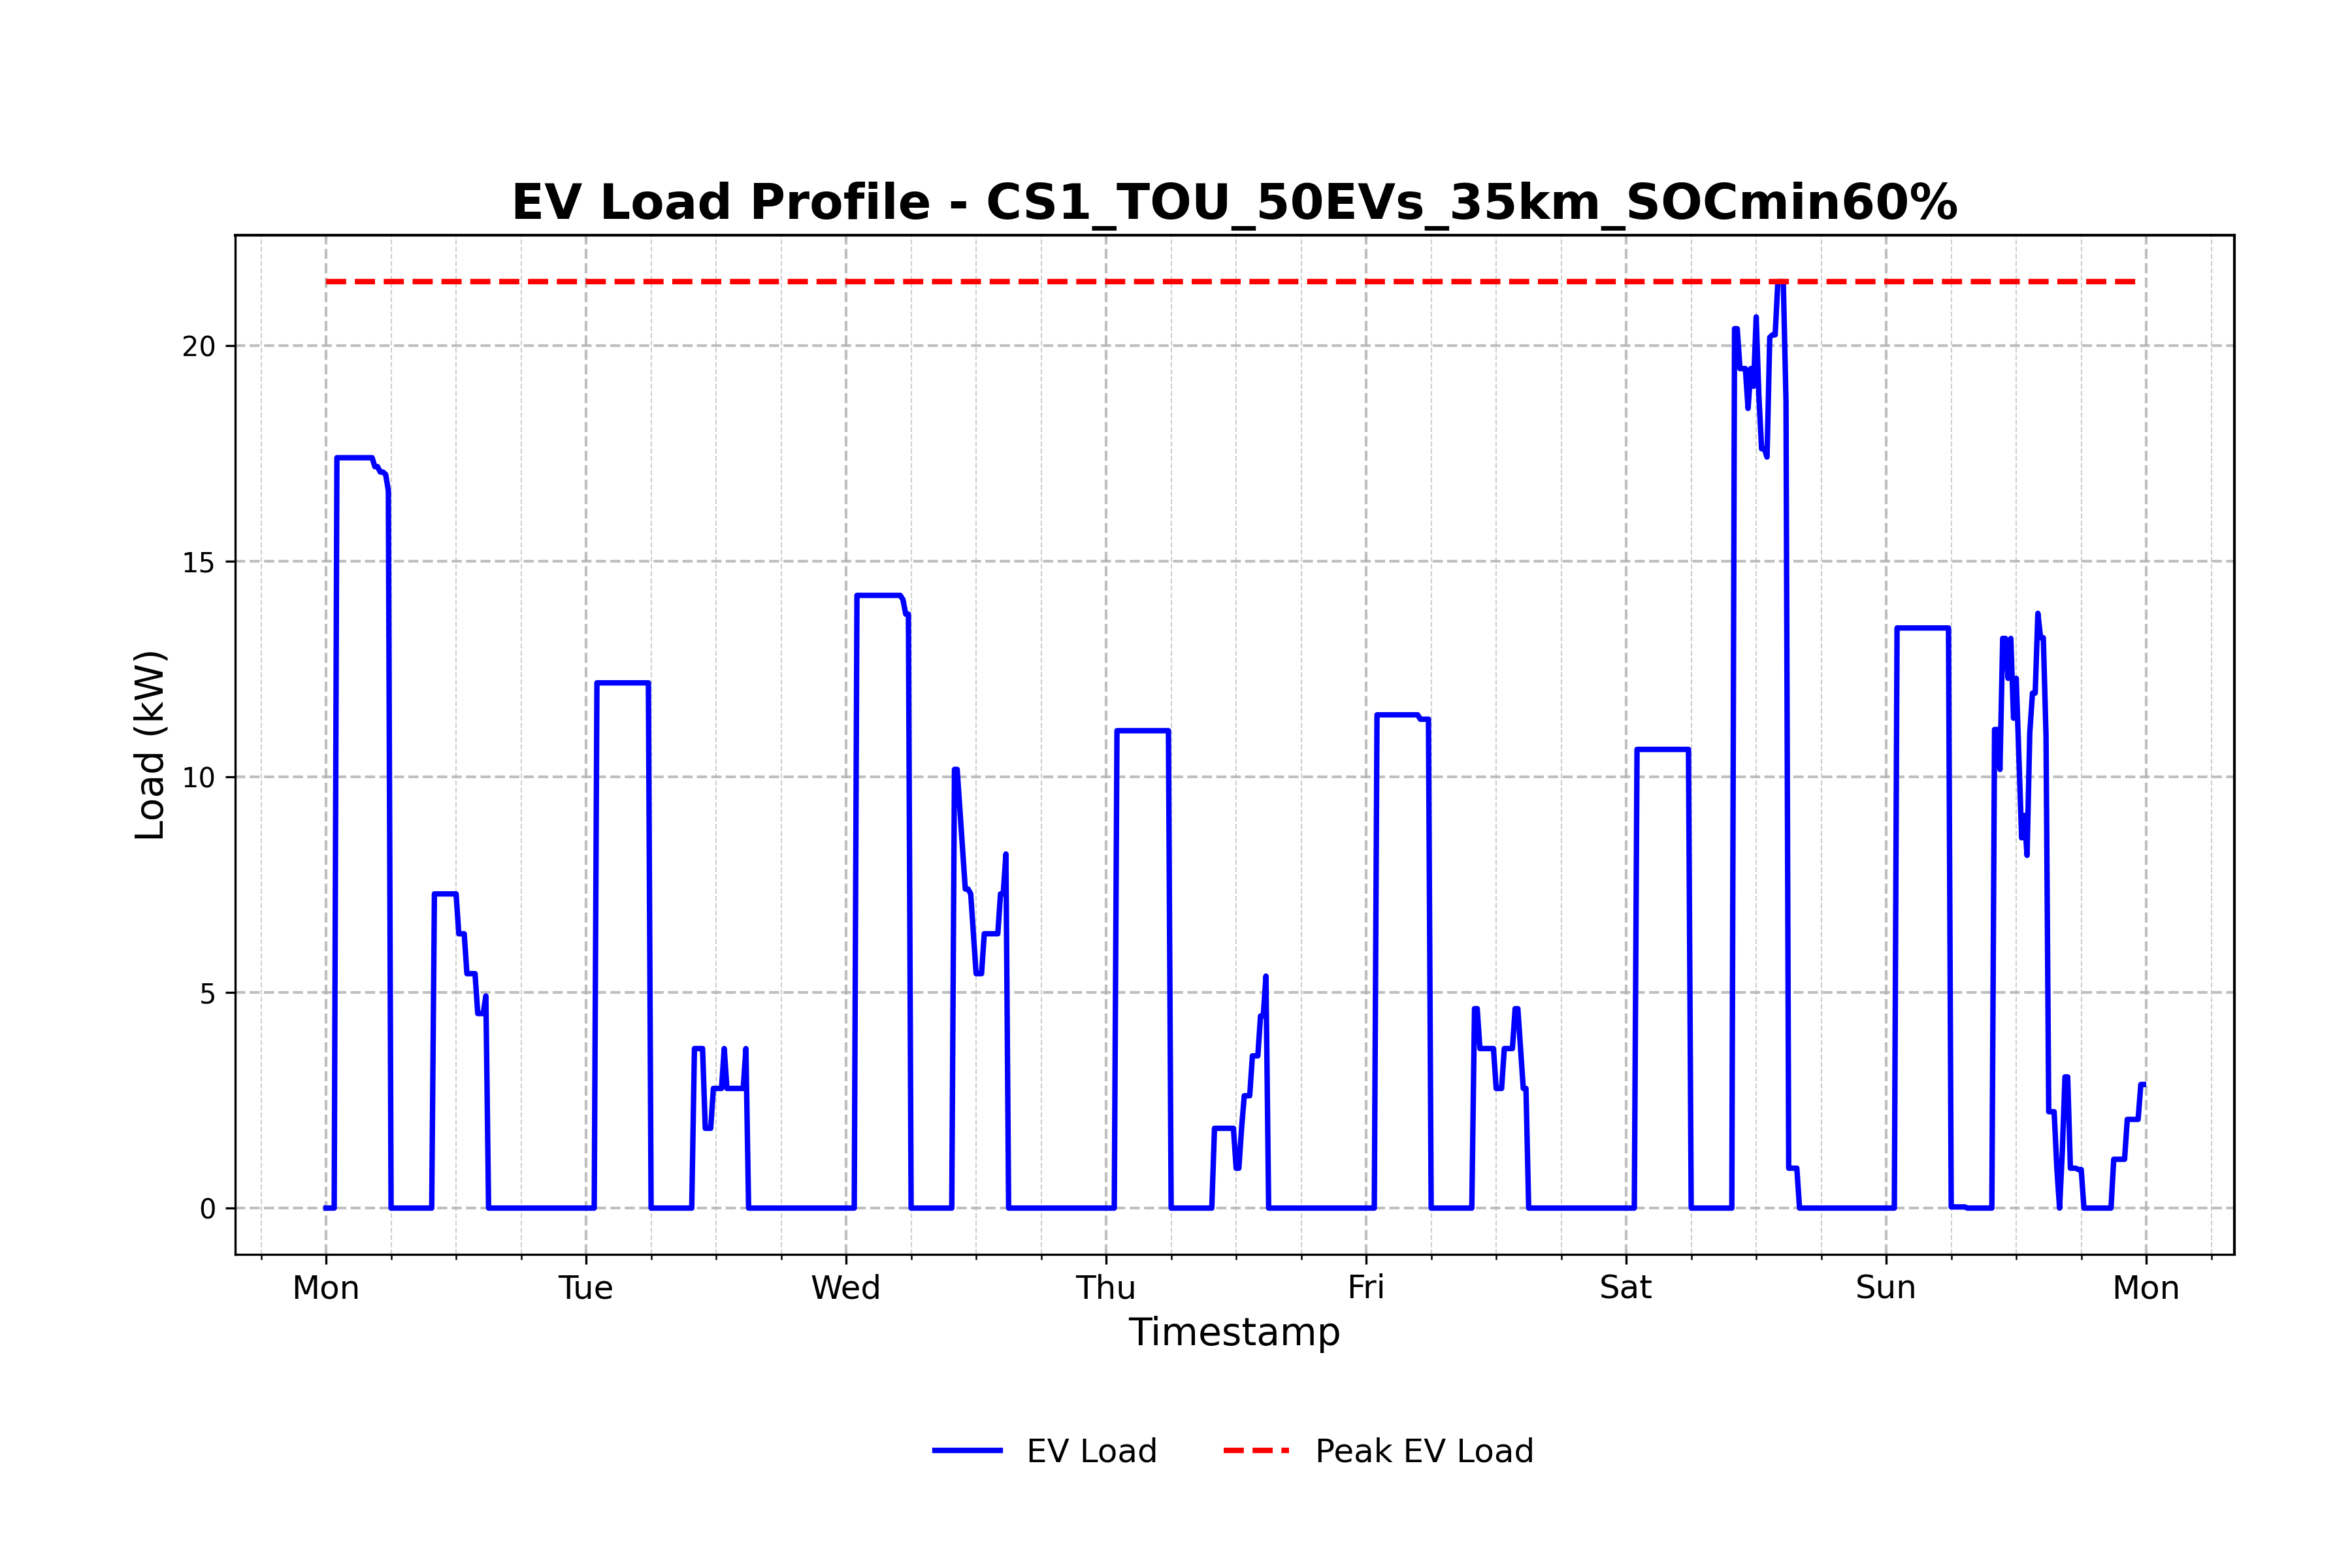 EV Load Profile - CS1_TOU_50EVs_35km_SOCmin60%
Load (kW)
20
15
10
5
0
Mon Tue Wed Thu Fri Sat Sun Mon
Timestamp
EV Load Peak EV Load